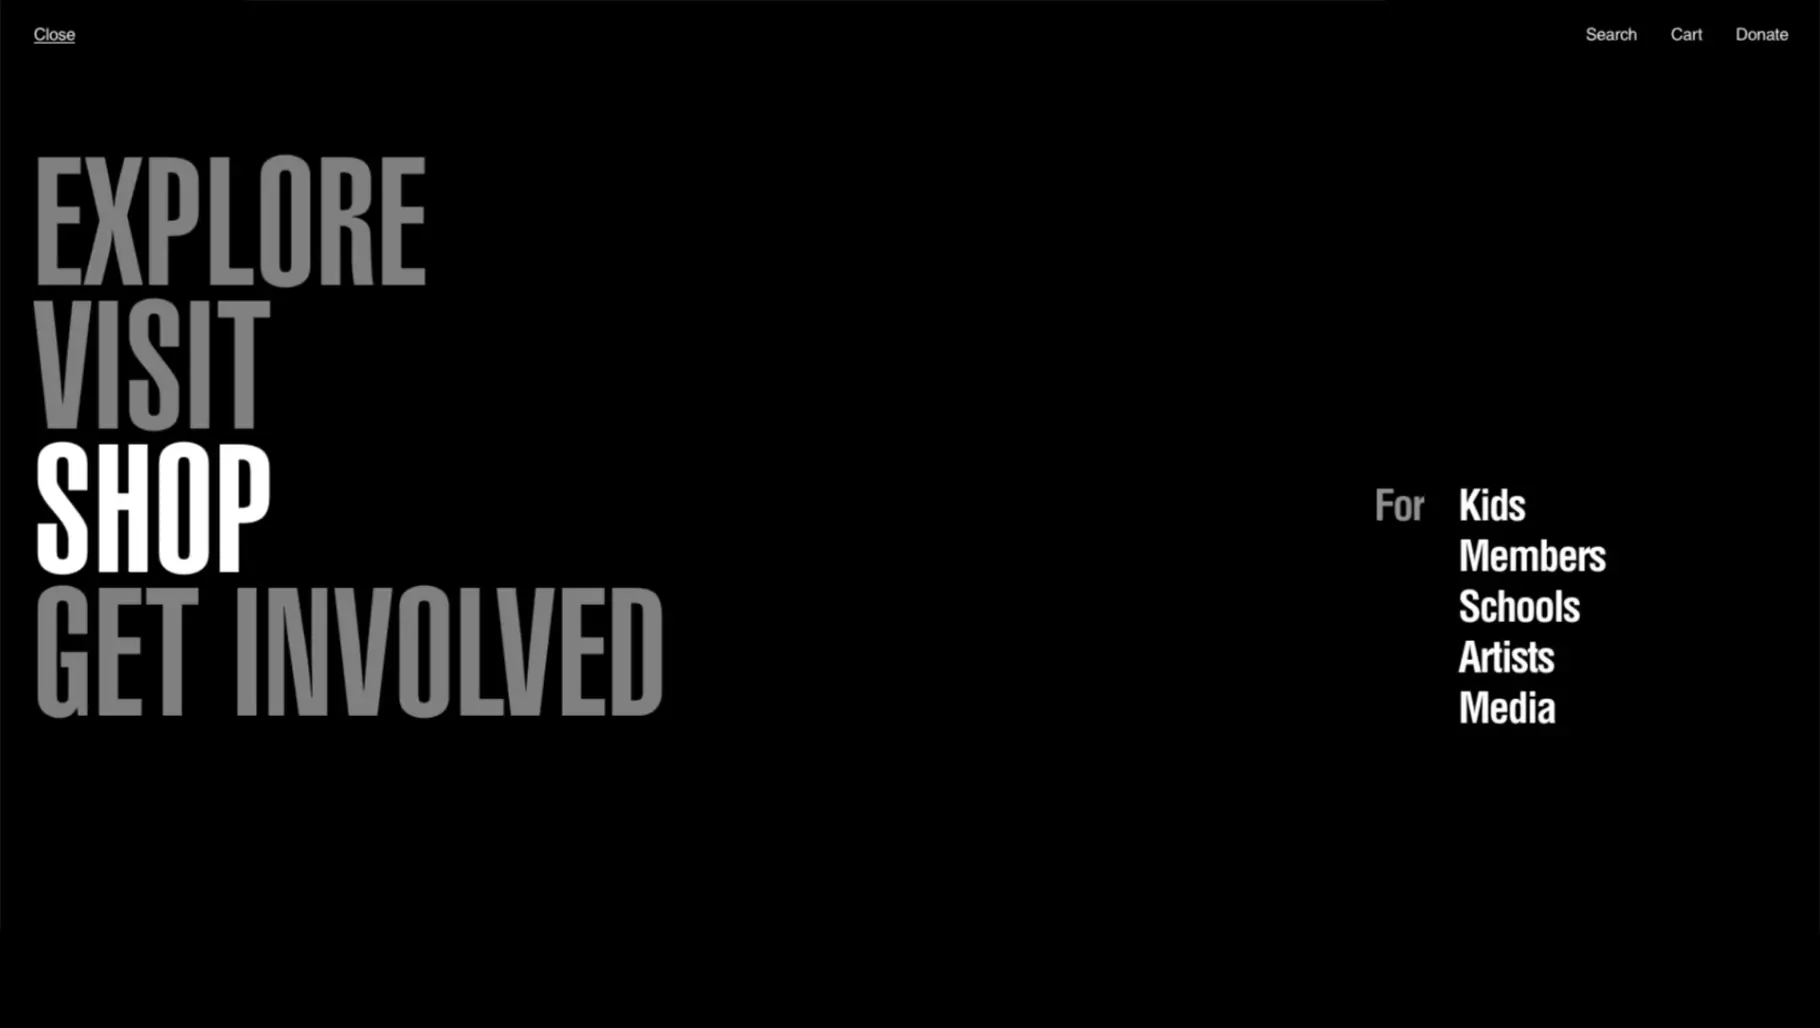 Close
Search
Cart
Donate
EXPLORE
VISIT
SHOP
GET INVOLVED
For Kids
Members
Schools
Artists
Media